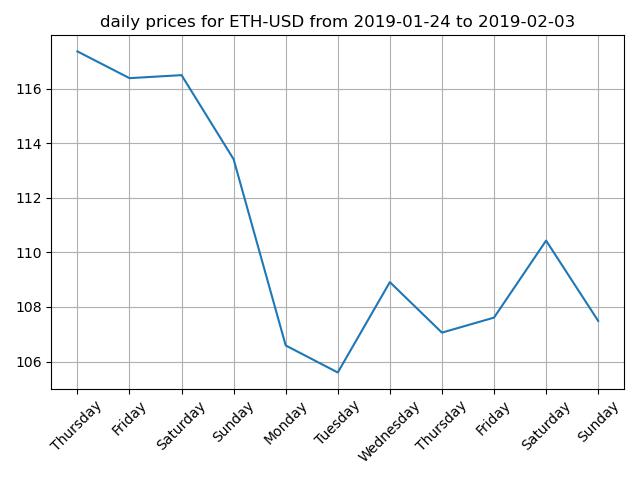 daily prices for ETH-USD from 2019-01-24 to 2019-02-03
116
114
112
110
108
106
Thursday
Friday
Saturday
Sunday
Monday
Tuesday
Wednesday
Thursday
Friday
Saturday
Sunday